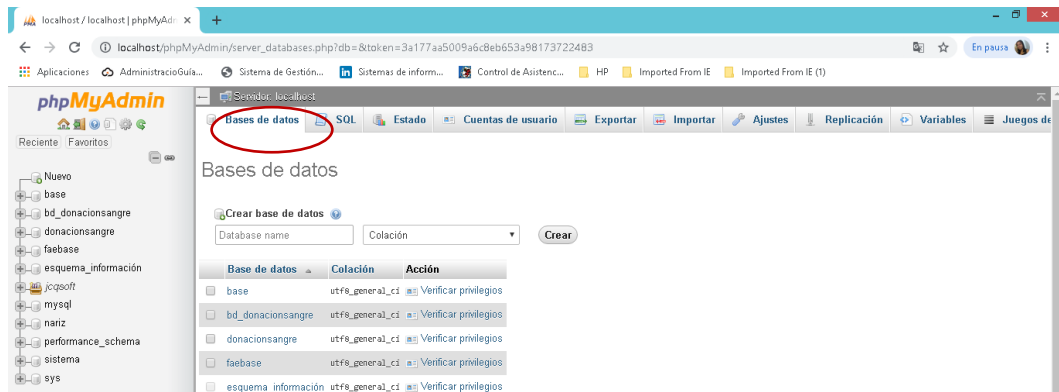 localhost / localhost | phpMyAdn
localhost/phpMyAdmin/server_databases.php?db=&token=3a177aa5009a6c8eb653a98173722483
En pausa
Aplicaciones AdministracioGuía... Sistema de Gestión... Sistemas de inform... Control de Asistenc... HP Imported From IE Imported From IE (1)
phpMyAdmin
Reciente Favoritos
Nuevo
base
bd_donacionsangre
donacionsangre
faebase
esquema_información
jcqsoft
mysql
nariz
performance_schema
sistema
sys
Servidor: localhost
Bases de datos SQL Estado Cuentas de usuario Exportar Importar Ajustes Replicación Variables Juegos de
Bases de datos
Crear base de datos
Database name Colación Crear
Base de datos Colación Acción
base utf8_general_ci Verificar privilegios
bd_donacionsangre utf8_general_ci Verificar privilegios
donacionsangre utf8_general_ci Verificar privilegios
faebase utf8_general_ci Verificar privilegios
esquema_información utf8_general_ci Verificar privilegios